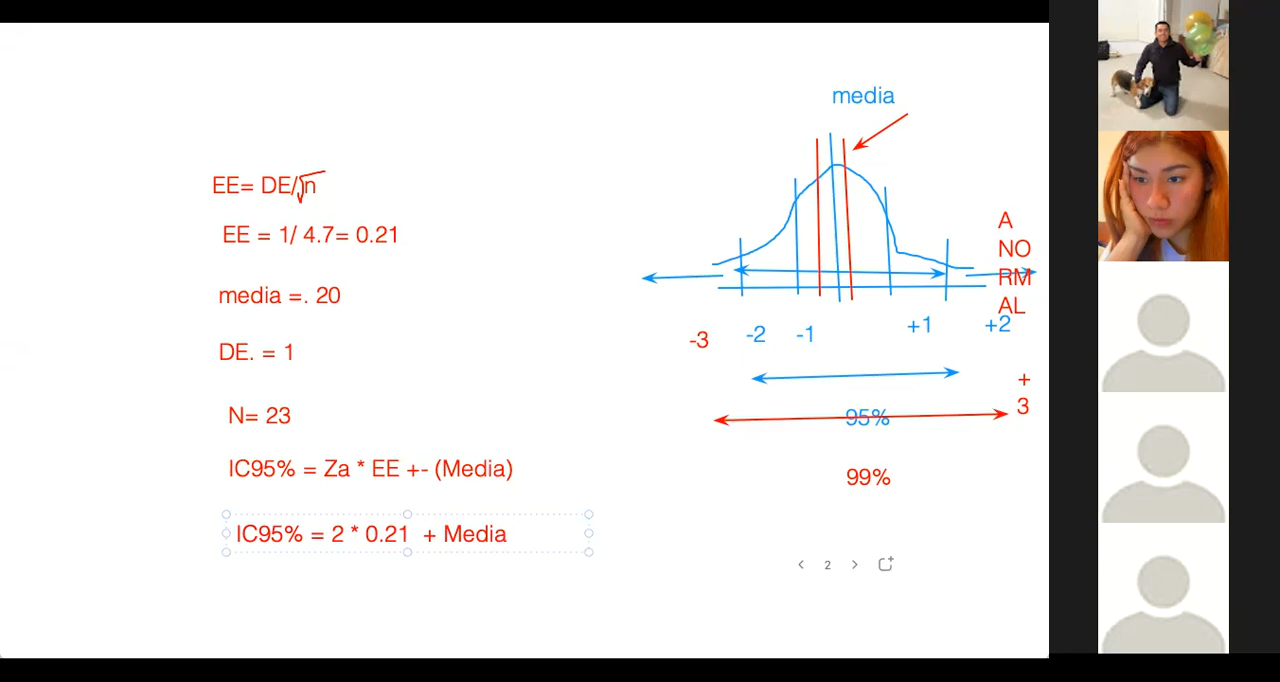 EE= DE/√n
EE = 1/ 4.7= 0.21
media =. 20
DE. = 1
N= 23
IC95% = Za * EE +- (Media)
IC95% = 2 * 0.21 + Media
media
A
NO
RM
AL
-3
-2
-1
+1
+2
+
3
95%
99%
2